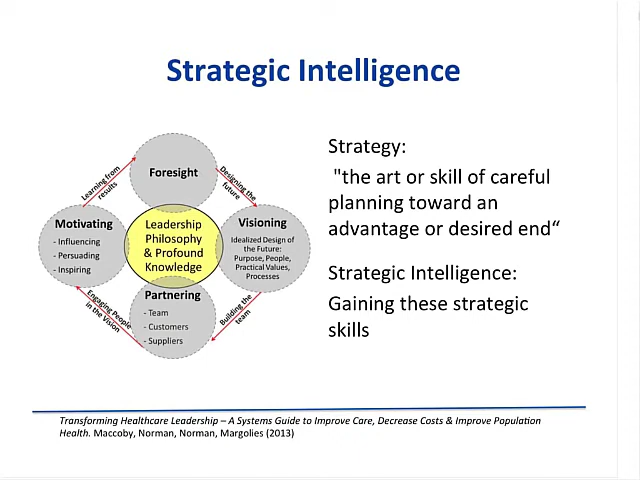 Strategic Intelligence
Foresight
Learning from
results
Designing the
future
Motivating
- Influencing
- Persuading
- Inspiring
Leadership
Philosophy
& Profound
Knowledge
Visioning
Idealized Design of
the Future:
Purpose, People,
Practical Values,
Processes
Partnering
- Team
- Customers
- Suppliers
Engaging People
in the Vision
Building the
team
Strategy:
"the art or skill of careful
planning toward an
advantage or desired end“
Strategic Intelligence:
Gaining these strategic
skills
Transforming Healthcare Leadership – A Systems Guide to Improve Care, Decrease Costs & Improve Population
Health. Maccoby, Norman, Norman, Margolies (2013)